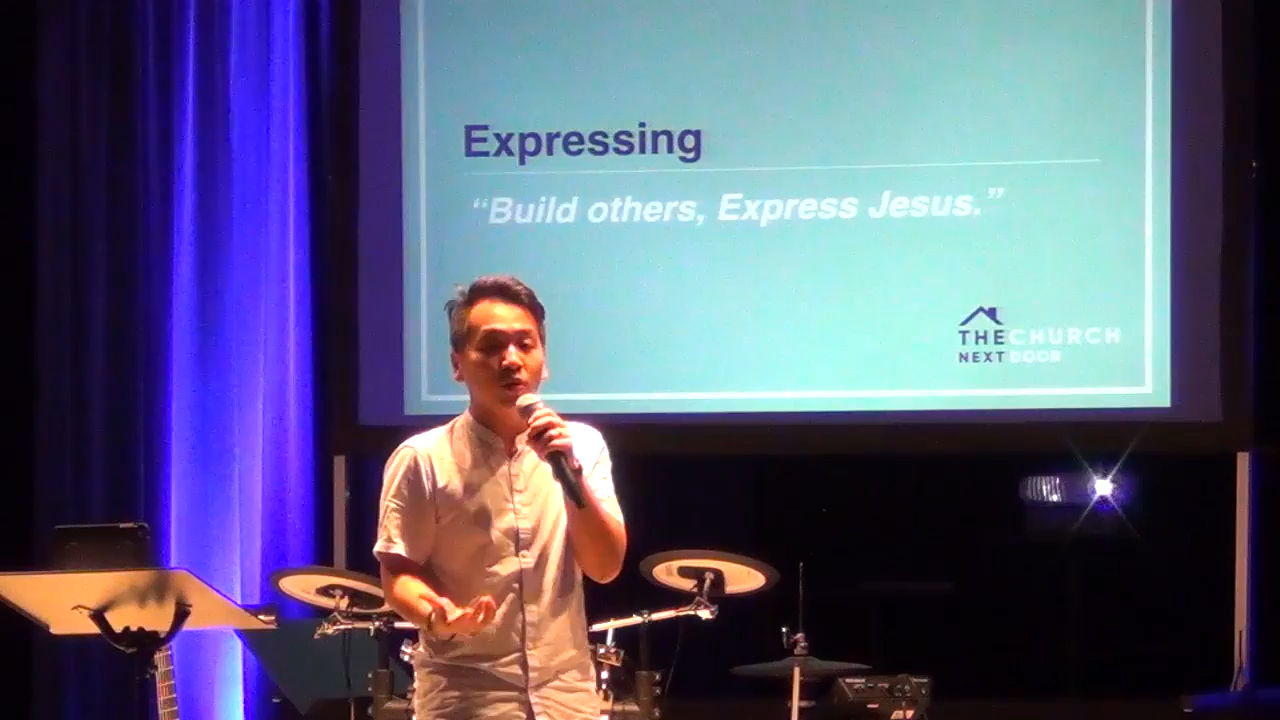 Expressing
“Build others, Express Jesus.”
THE CHURCH
NEXT DOOR